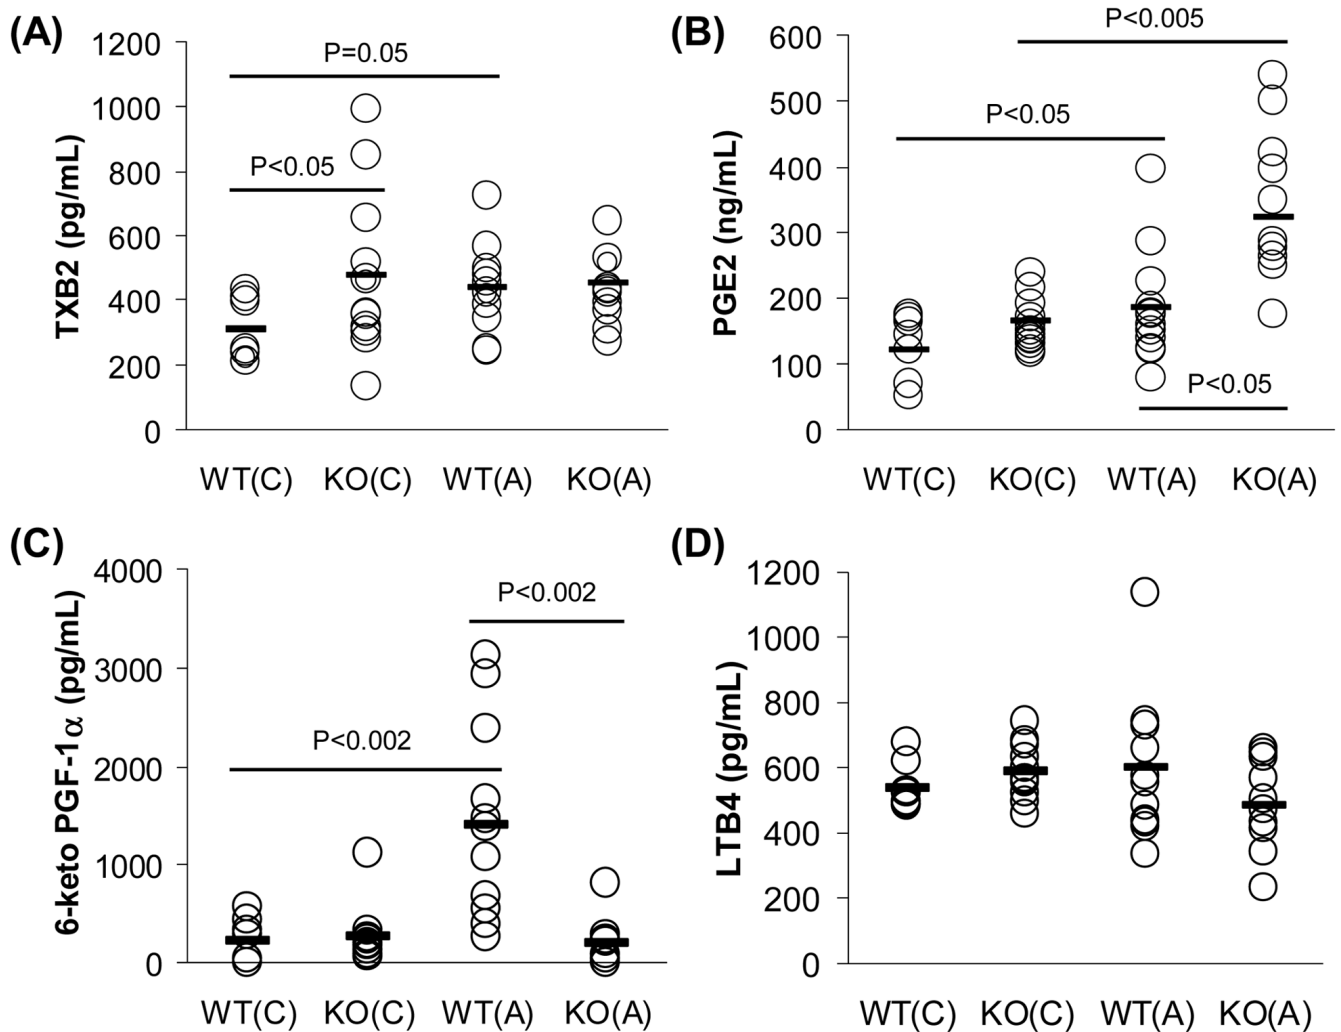 (A)
TXB2 (pg/mL)
1200
1000
800
600
400
200
0
P=0.05
P<0.05
WT(C) KO(C) WT(A) KO(A)
(B)
PGE2 (ng/mL)
600
500
400
300
200
100
0
P<0.005
P<0.05
P<0.05
WT(C) KO(C) WT(A) KO(A)
(C)
6-keto PGF-1α (pg/mL)
4000
3000
2000
1000
0
P<0.002
P<0.002
WT(C) KO(C) WT(A) KO(A)
(D)
LTB4 (pg/mL)
1200
1000
800
600
400
200
0
WT(C) KO(C) WT(A) KO(A)